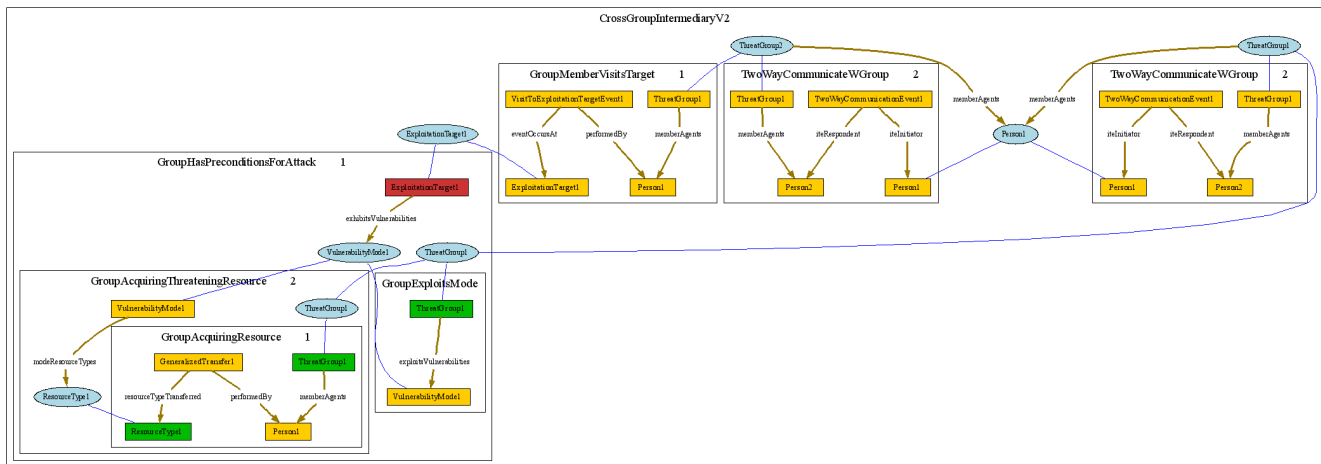 CrossGroupIntermediaryV2
ThreatGroup2
ThreatGroup1
GroupMemberVisitsTarget 1
TwoWayCommunicateWGroup 2
TwoWayCommunicateWGroup 2
VisitToExploitationTargetEvent1
ThreatGroup1
ThreatGroup1
TwoWayCommunicationEvent1
memberAgents
memberAgents
TwoWayCommunicationEvent1
ThreatGroup1
ExploitationTarget1
eventOccursAt
performedBy
memberAgents
memberAgents
iteRespondent
iteInitiator
Person1
iteInitiator
iteRespondent
memberAgents
GroupHasPreconditionsForAttack 1
ExploitationTarget1
ExploitationTarget1
Person1
Person2
Person1
Person1
Person2
exhibitsVulnerabilities
VulnerabilityMode1
ThreatGroup1
GroupAcquiringThreateningResource 2
GroupExploitsMode
VulnerabilityMode1
ThreatGroup1
ThreatGroup1
GroupAcquiringResource 1
modeResourceTypes
GeneralizedTransfer1
ThreatGroup1
exploitsVulnerabilities
ResourceType1
resourceTypeTransferred
performedBy
memberAgents
VulnerabilityMode1
ResourceType1
Person1